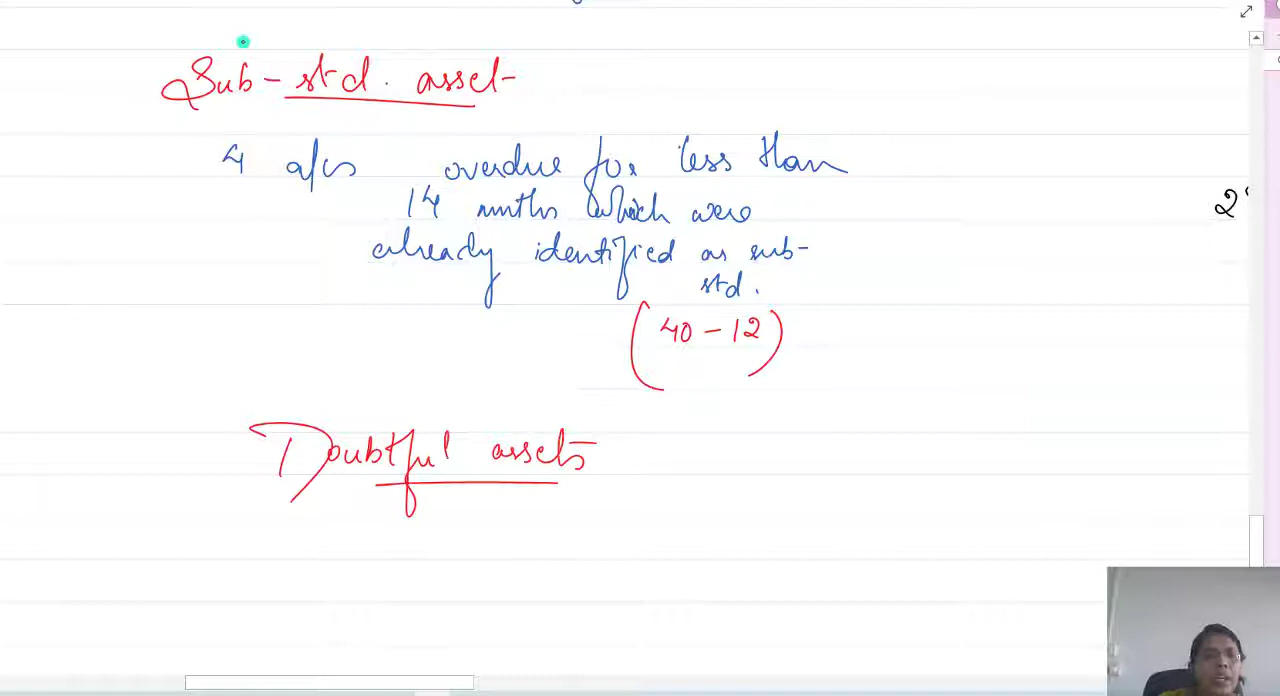 Sub-std. asset
4 a/cs overdue for less than
14 mnths which were
already identified as sub-
std.
(40-12)
2
Doubtful assets